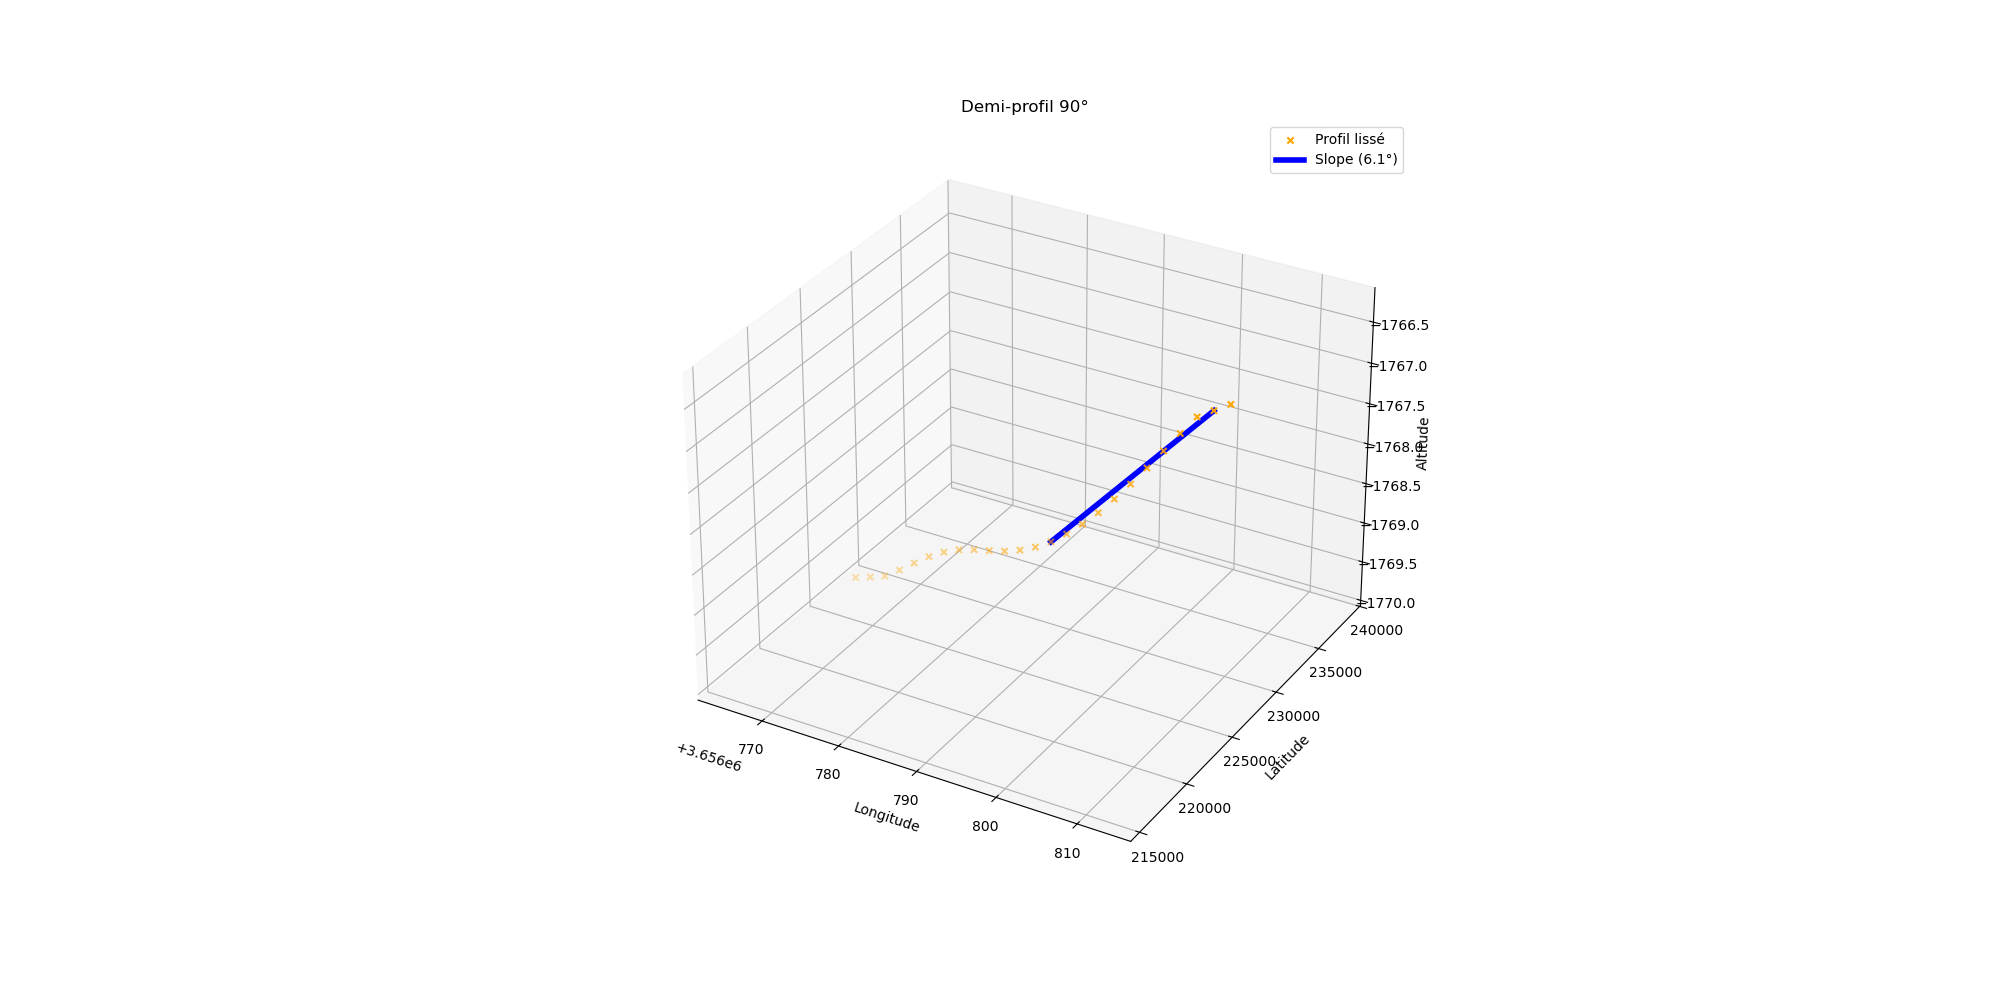 Demi-profil 90°
Profil lissé
Slope (6.1°)
−1766.5
−1767.0
−1767.5
−1768.0
−1768.5
−1769.0
−1769.5
−1770.0
Altitude
240000
235000
230000
225000
220000
215000
Latitude
770
780
790
800
810
+3.656e6
Longitude